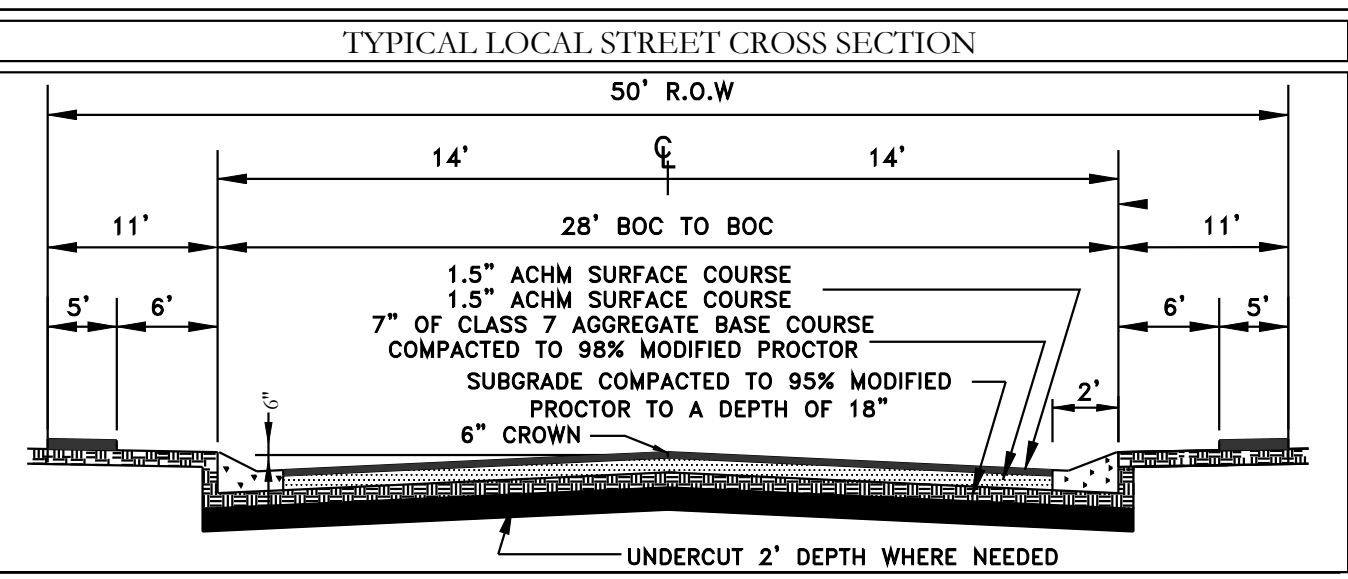 TYPICAL LOCAL STREET CROSS SECTION
50' R.O.W
14' ℄ 14'
11' 28' BOC TO BOC 11'
1.5" ACHM SURFACE COURSE
1.5" ACHM SURFACE COURSE
5' 6' 6' 5'
7" OF CLASS 7 AGGREGATE BASE COURSE
COMPACTED TO 98% MODIFIED PROCTOR
SUBGRADE COMPACTED TO 95% MODIFIED
2'
PROCTOR TO A DEPTH OF 18"
6"
6" CROWN
UNDERCUT 2' DEPTH WHERE NEEDED